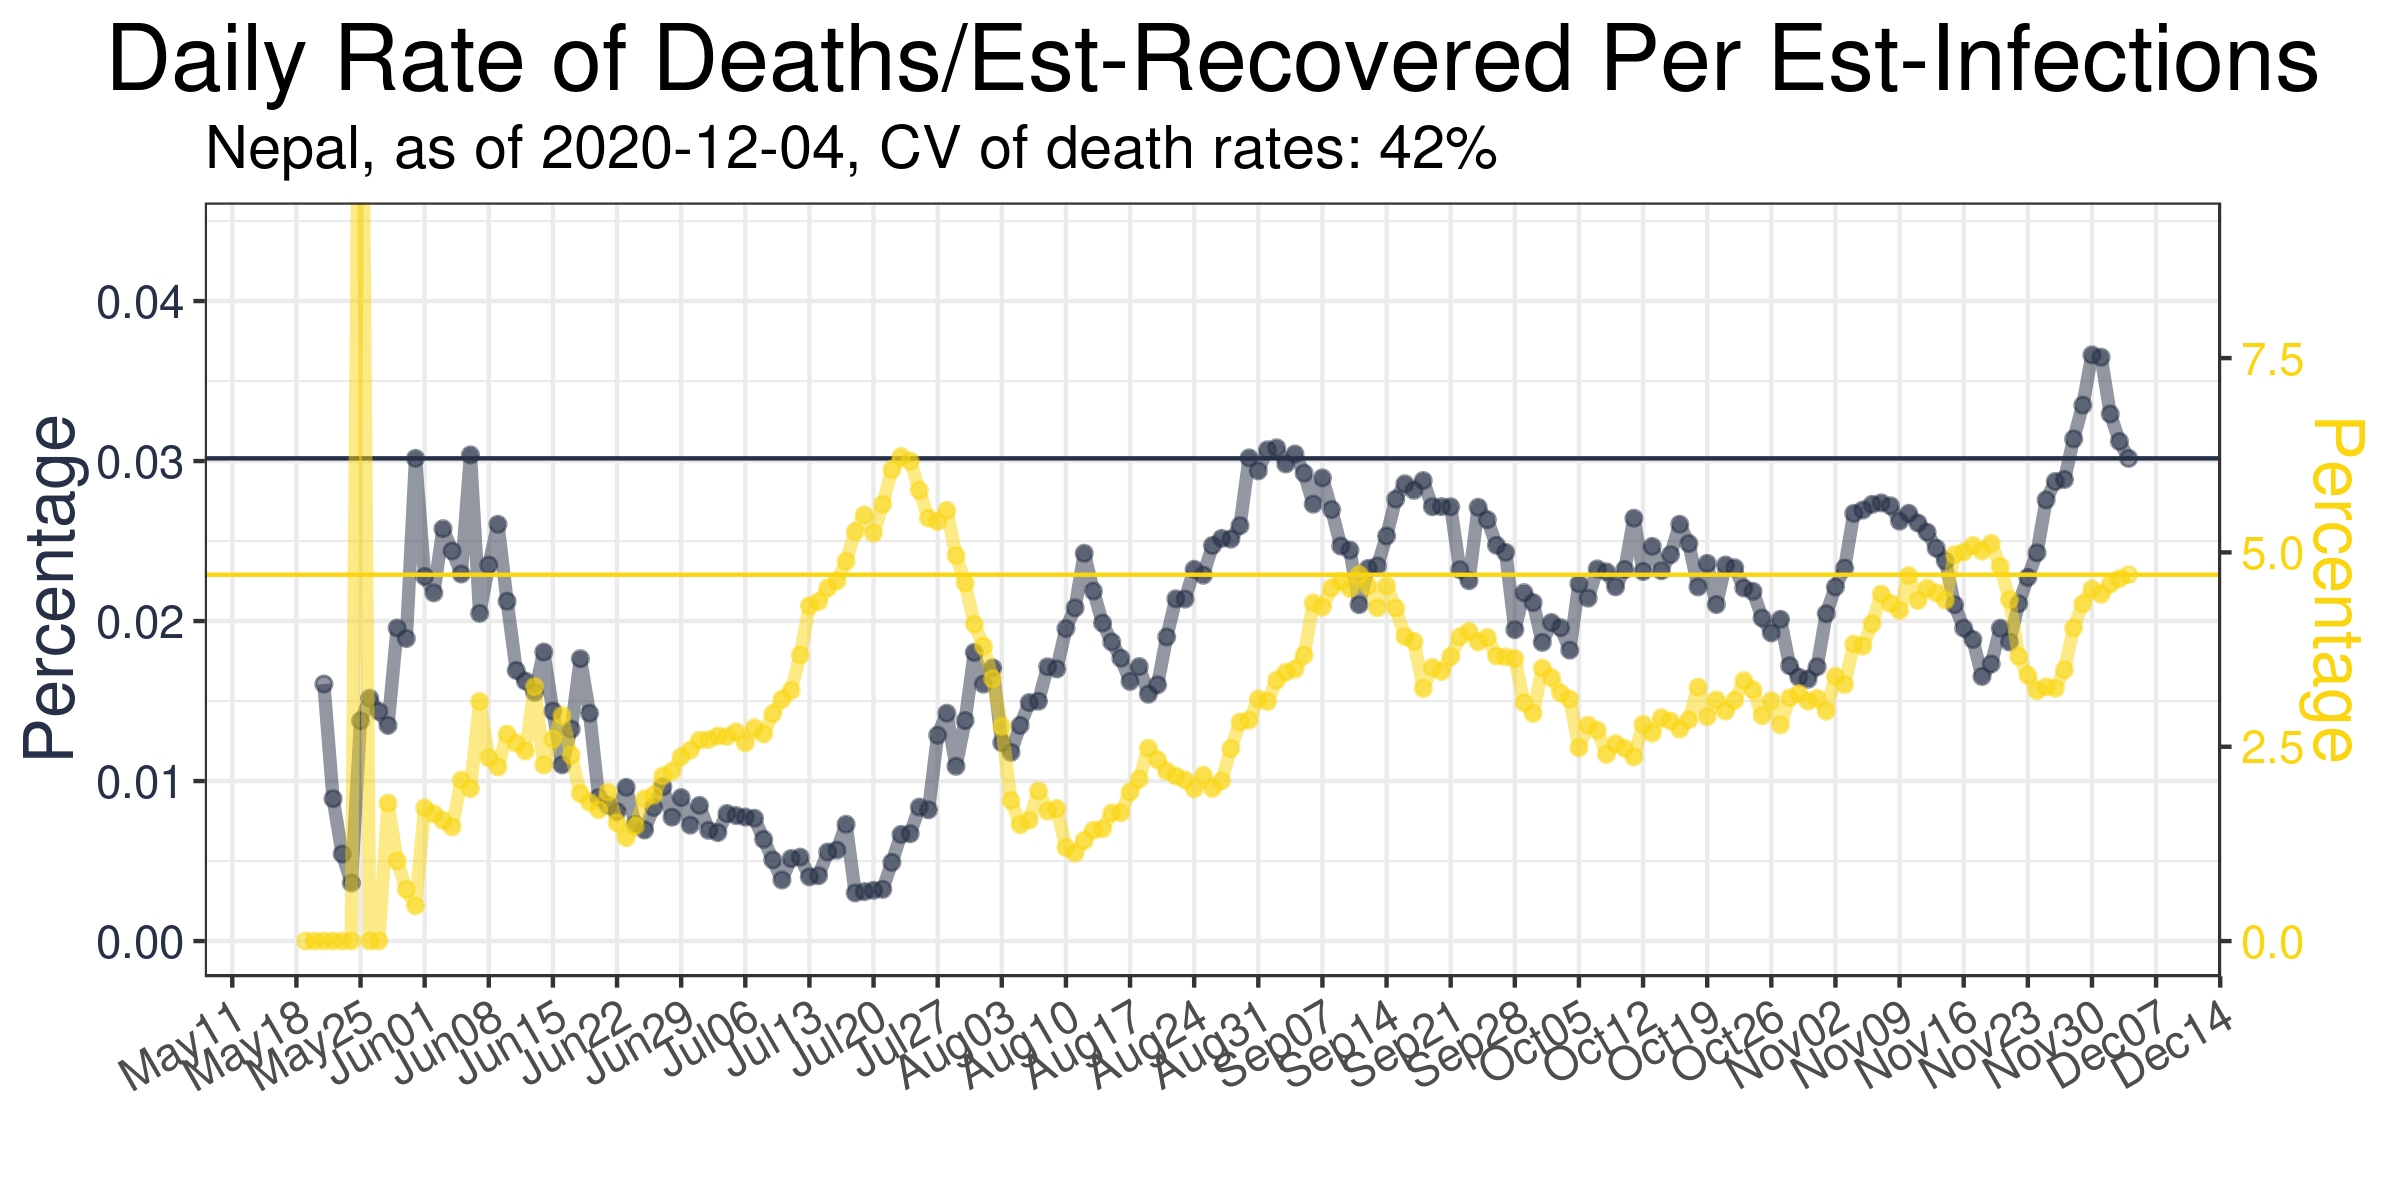 Daily Rate of Deaths/Est-Recovered Per Est-Infections
Nepal, as of 2020-12-04, CV of death rates: 42%
Percentage
0.04
0.03
0.02
0.01
0.00
7.5
5.0
2.5
0.0
Percentage
May11
May18
May25
Jun01
Jun08
Jun15
Jun22
Jun29
Jul06
Jul13
Jul20
Jul27
Aug03
Aug10
Aug17
Aug24
Aug31
Sep07
Sep14
Sep21
Sep28
Oct05
Oct12
Oct19
Oct26
Nov02
Nov09
Nov16
Nov23
Nov30
Dec07
Dec14